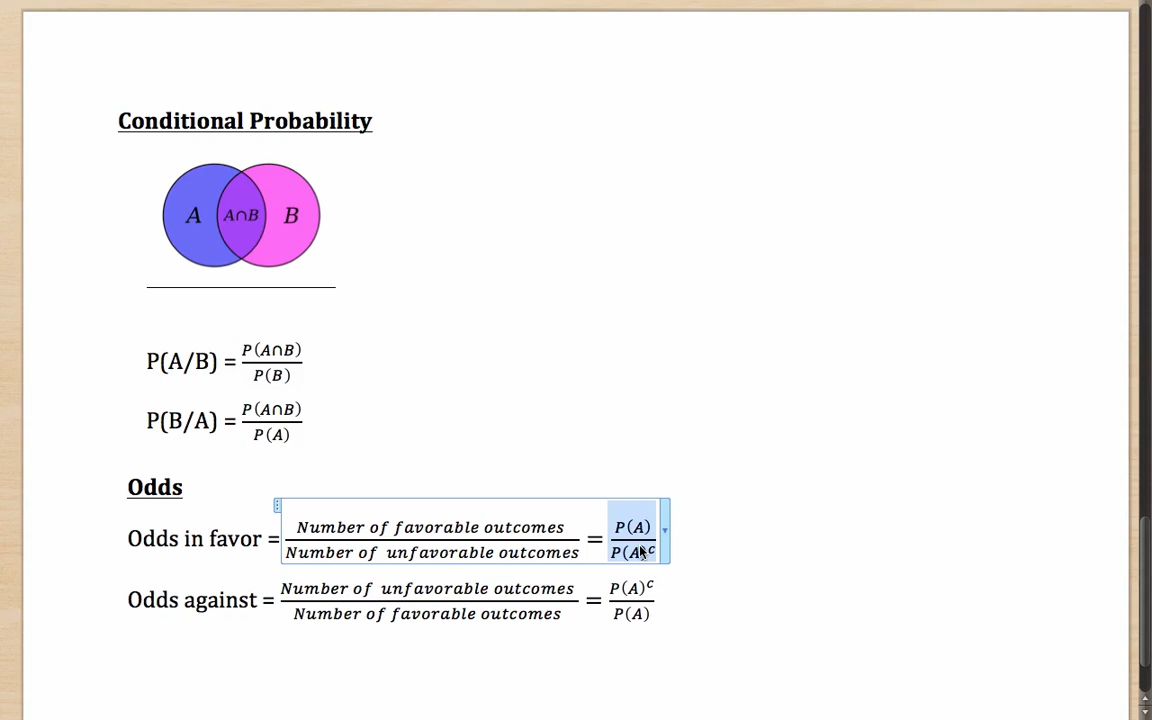 Conditional Probability
A A∩B B
P(A/B) = P(A∩B) / P(B)
P(B/A) = P(A∩B) / P(A)
Odds
Odds in favor = Number of favorable outcomes / Number of unfavorable outcomes = P(A) / P(A)ᶜ
Odds against = Number of unfavorable outcomes / Number of favorable outcomes = P(A)ᶜ / P(A)